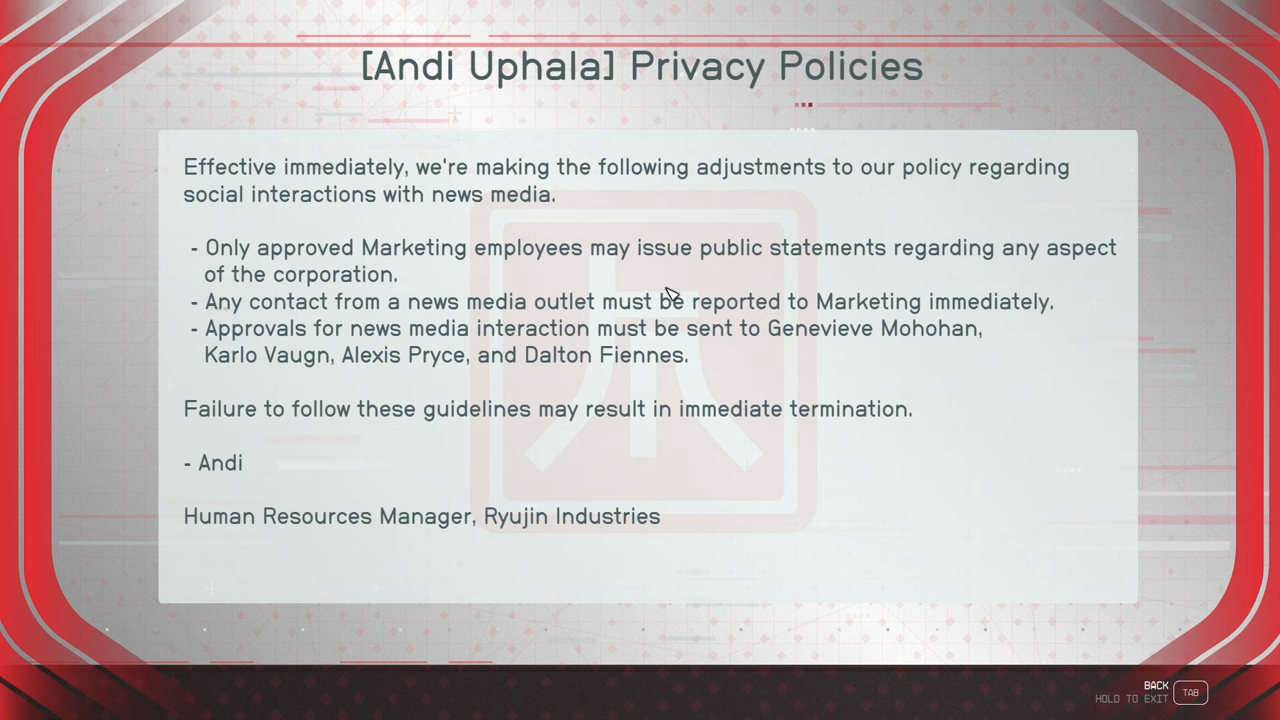 [Andi Uphala] Privacy Policies
Effective immediately, we're making the following adjustments to our policy regarding
social interactions with news media.
- Only approved Marketing employees may issue public statements regarding any aspect
of the corporation.
- Any contact from a news media outlet must be reported to Marketing immediately.
- Approvals for news media interaction must be sent to Genevieve Mohohan,
Karlo Vaugn, Alexis Pryce, and Dalton Fiennes.
Failure to follow these guidelines may result in immediate termination.
- Andi
Human Resources Manager, Ryujin Industries
BACK
HOLD TO EXIT
TAB